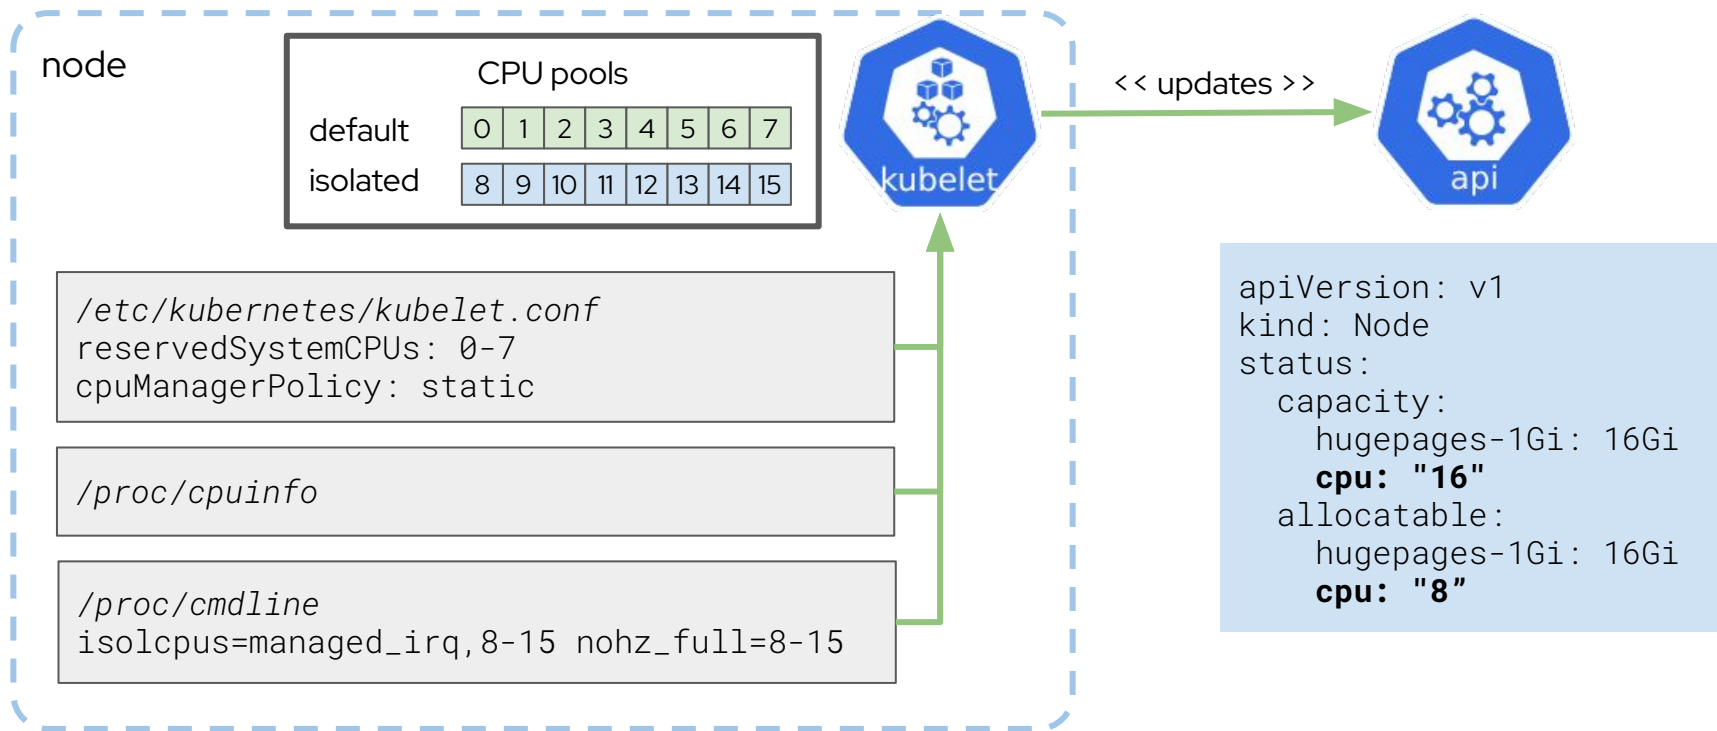 node
CPU pools
default 0 1 2 3 4 5 6 7
isolated 8 9 10 11 12 13 14 15
kubelet
<< updates >>
api
/etc/kubernetes/kubelet.conf
reservedSystemCPUs: 0-7
cpuManagerPolicy: static
/proc/cpuinfo
/proc/cmdline
isolcpus=managed_irq,8-15 nohz_full=8-15
apiVersion: v1
kind: Node
status:
  capacity:
    hugepages-1Gi: 16Gi
    cpu: "16"
  allocatable:
    hugepages-1Gi: 16Gi
    cpu: "8”